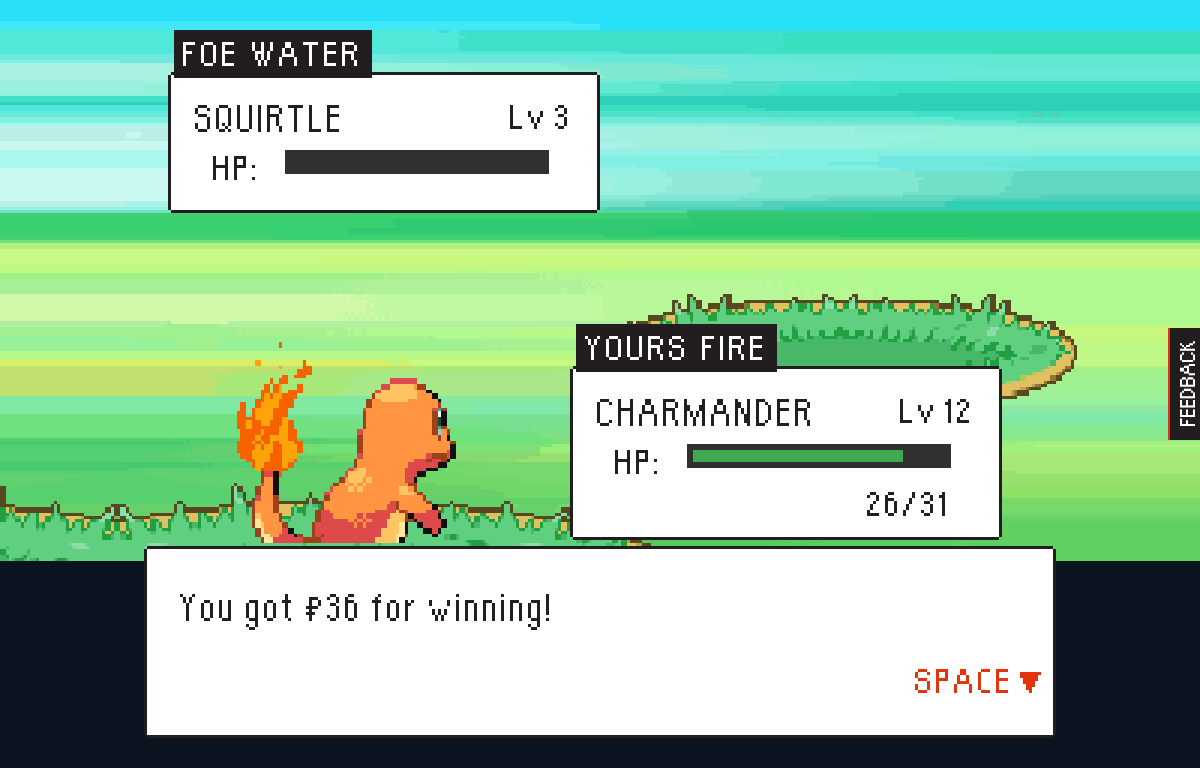 FOE WATER
SQUIRTLE Lv 3
HP:
YOURS FIRE
CHARMANDER Lv 12
HP:
26/31
FEEDBACK
You got ₽36 for winning!
SPACE ▼